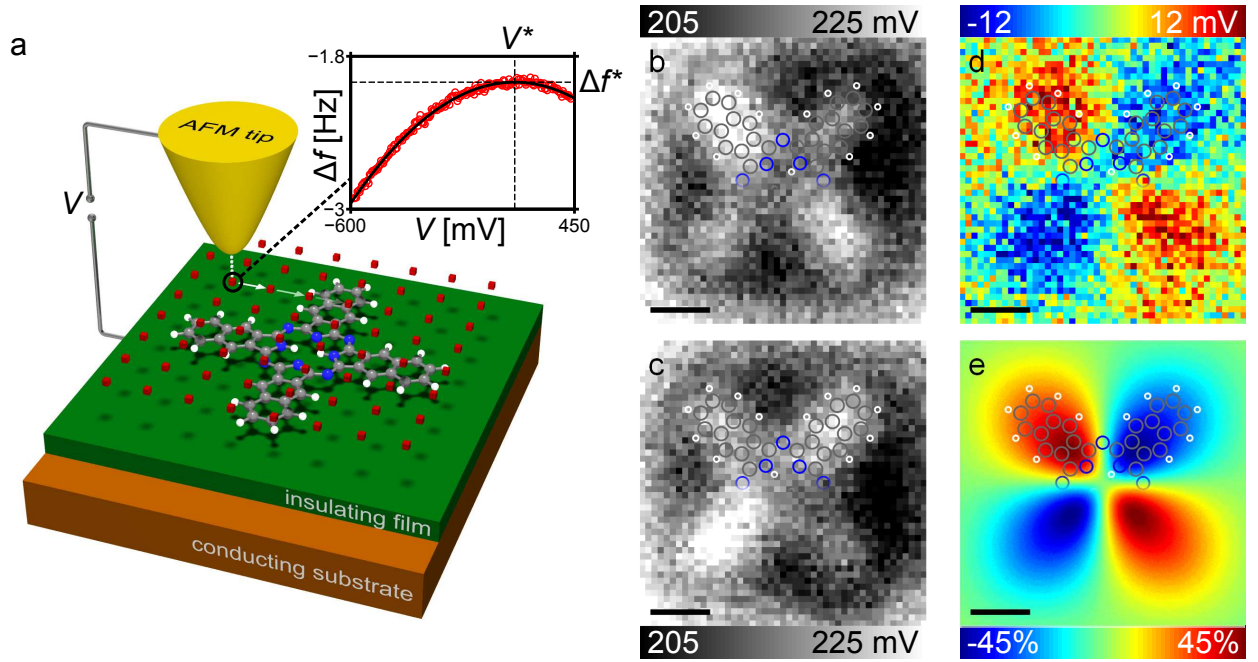 a
AFM tip
V
V*
−1.8
Δf*
Δf [Hz]
−3
−600
V [mV]
450
insulating film
conducting substrate
205
225 mV
b
-12
12 mV
d
c
205
225 mV
e
-45%
45%